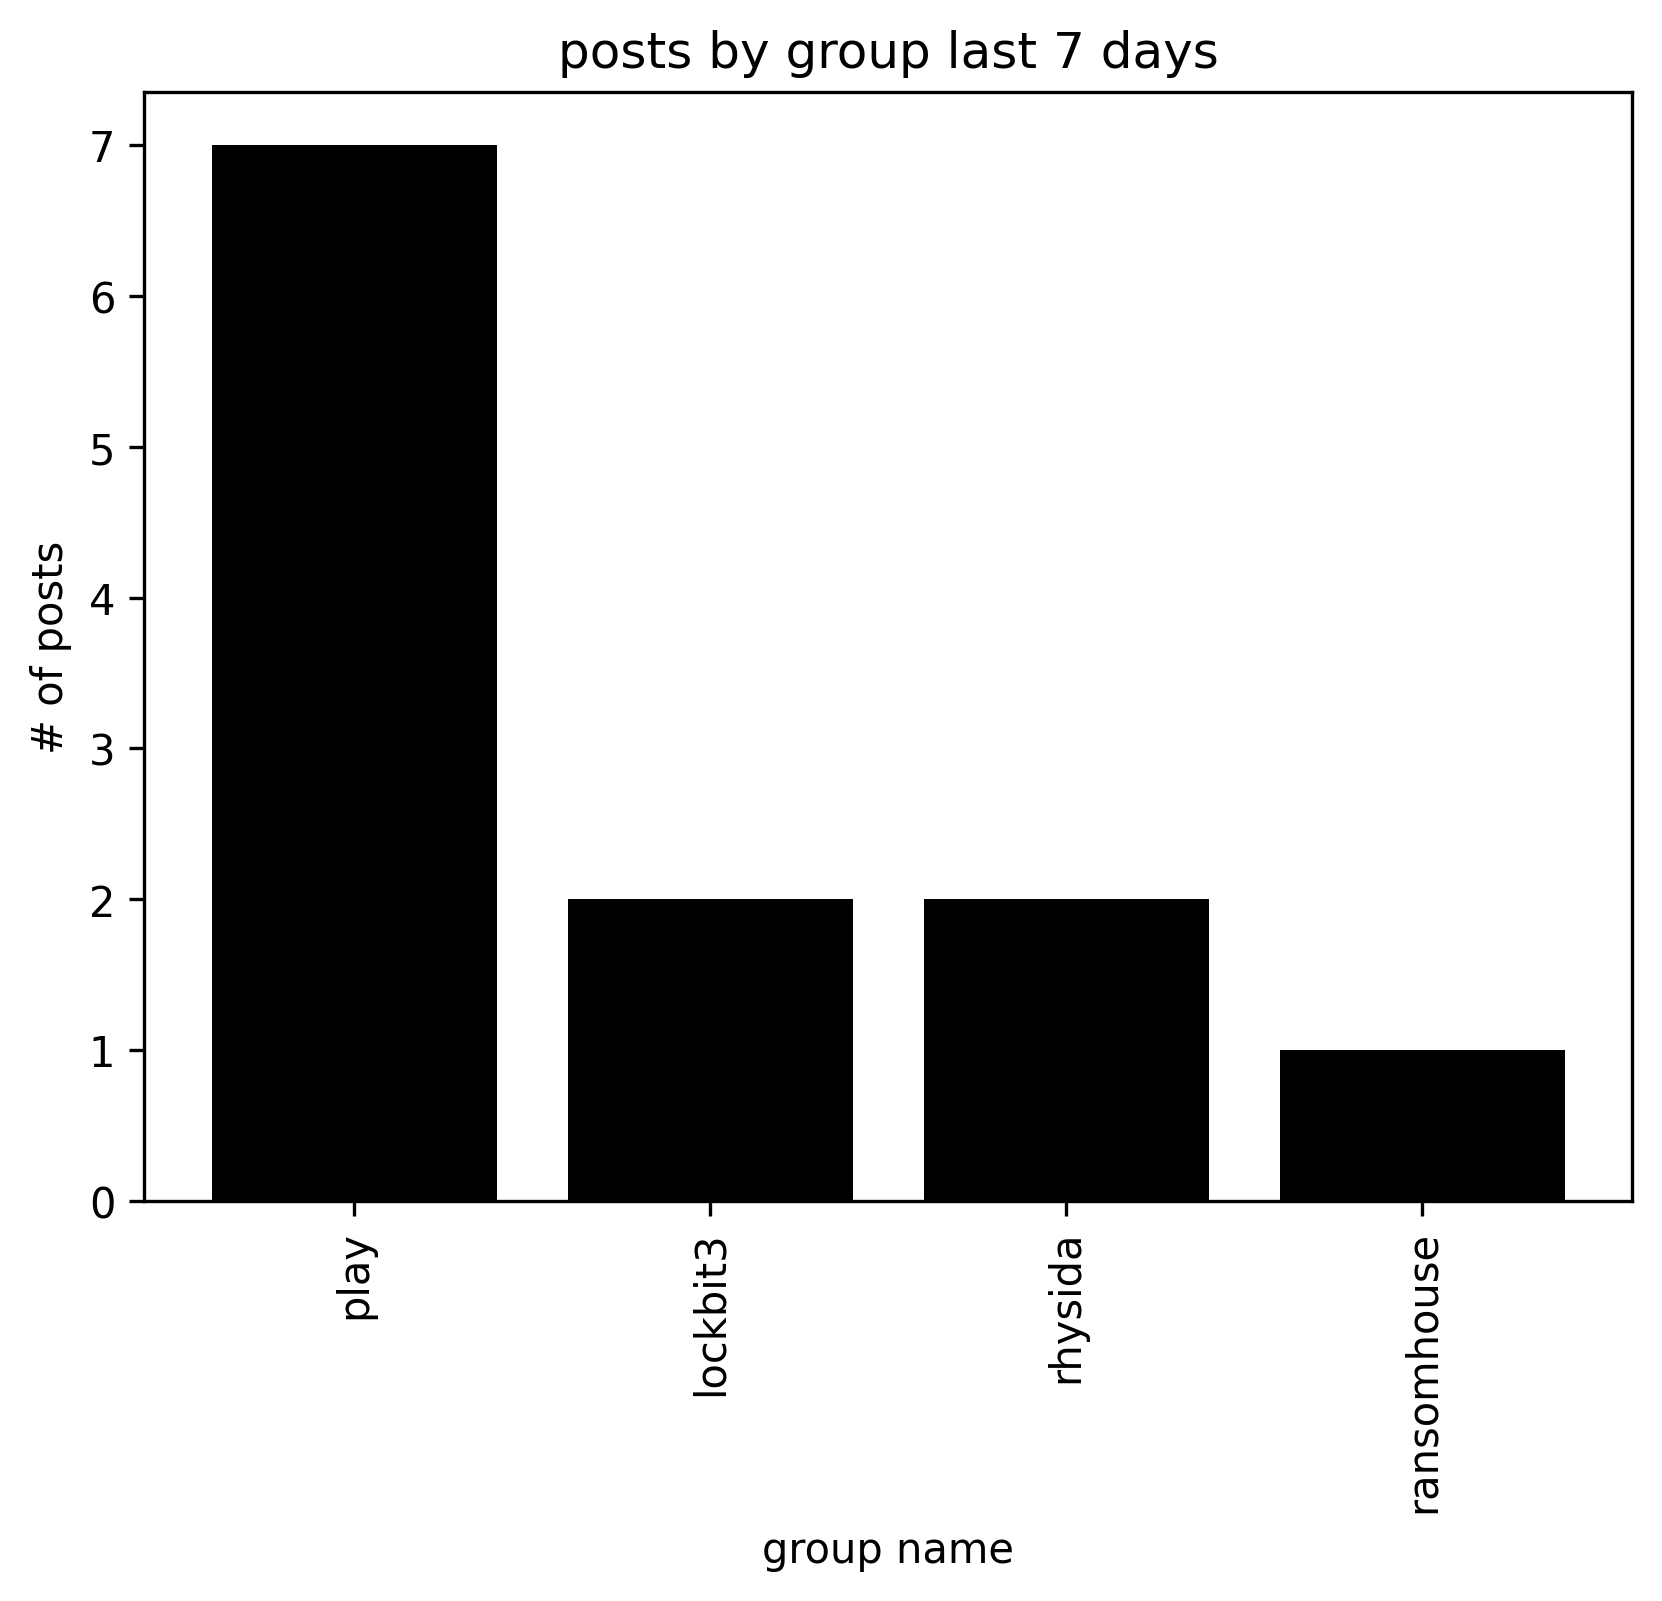 posts by group last 7 days
# of posts
7
6
5
4
3
2
1
0
play
lockbit3
rhysida
ransomhouse
group name